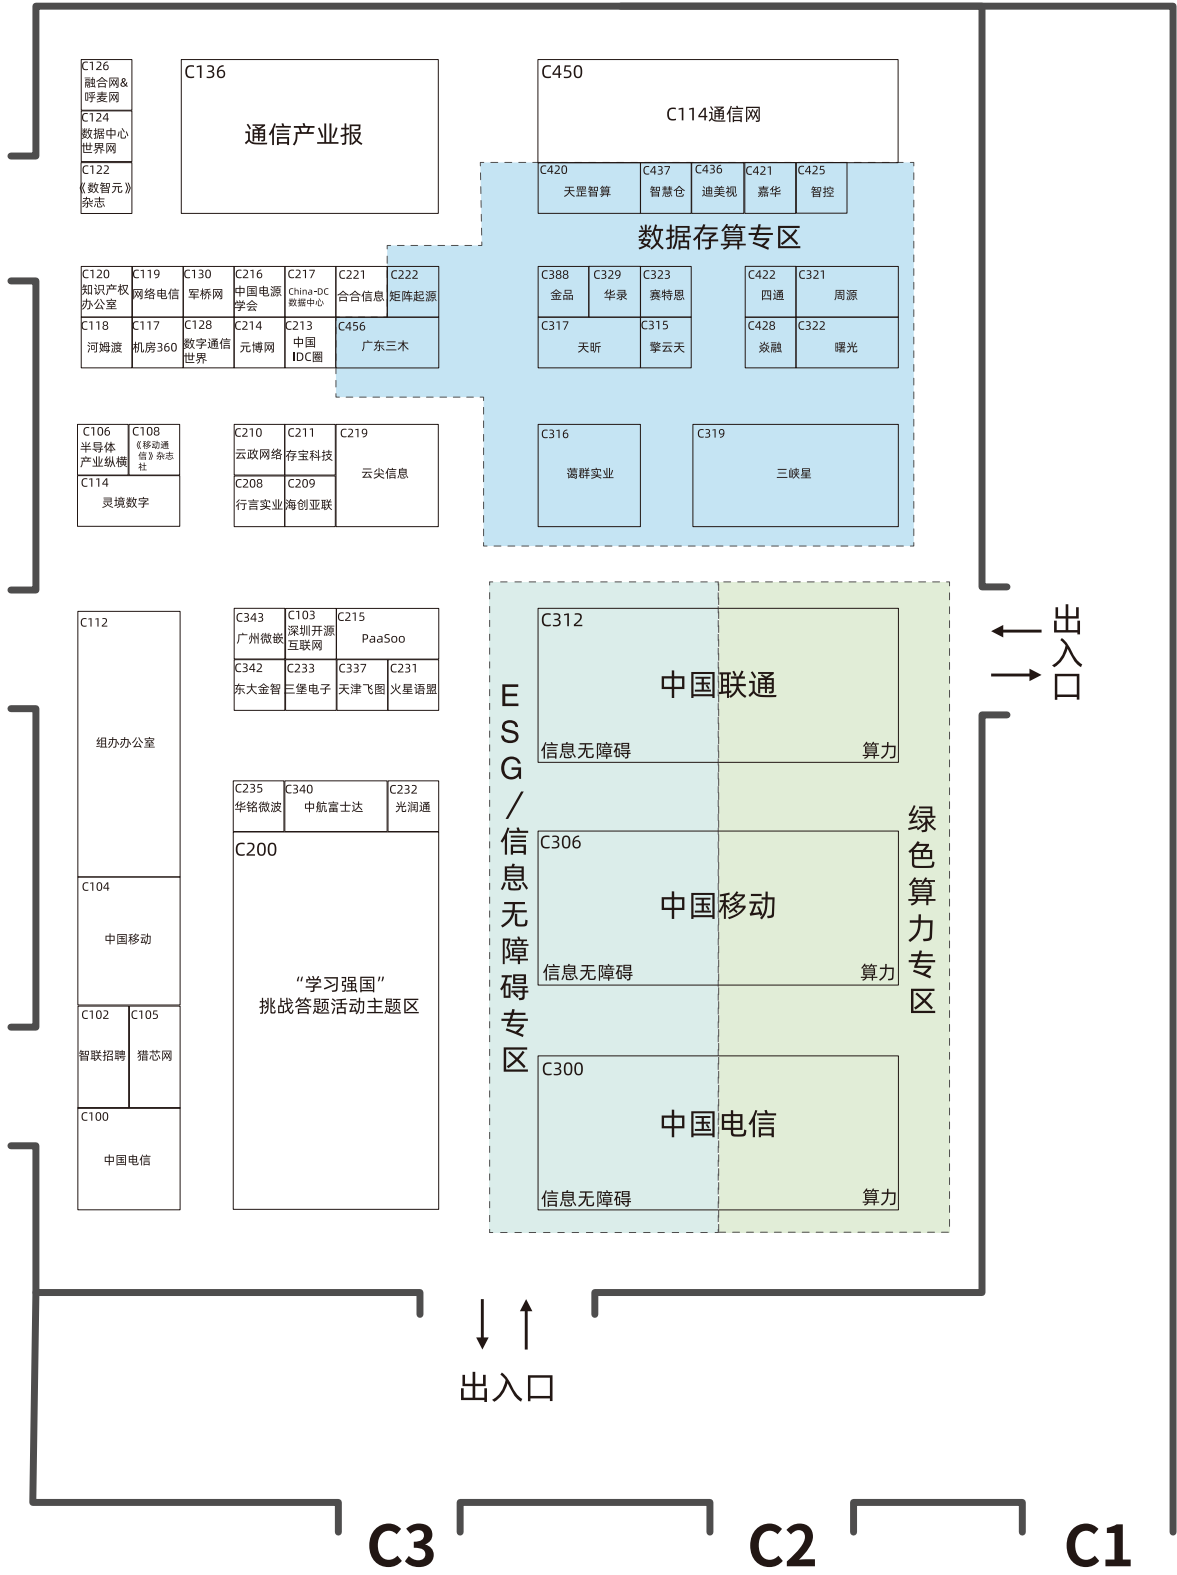 C126
融合网&
呼麦网
C124
数据中心
世界网
C122
《数智元》
杂志
C136
通信产业报
C450
C114通信网
C420
天罡智算
C437
智慧仓
C436
迪美视
C421
嘉华
C425
智控
数据存算专区
C120
知识产权
办公室
C119
网络电信
C130
军桥网
C216
中国电源
学会
C217
China-DC
数据中心
C221
合合信息
C222
矩阵起源
C118
河姆渡
C117
机房360
C128
数字通信
世界
C214
元博网
C213
中国
IDC圈
C456
广东三木
C388
金品
C329
华录
C323
赛特恩
C317
天昕
C315
擎云天
C422
四通
C321
周源
C428
焱融
C322
曙光
C106
半导体
产业纵横
C108
《移动通
信》杂志
社
C114
灵境数字
C210
云政网络
C211
存宝科技
C219
云尖信息
C208
行言实业
C209
海创亚联
C316
蔼群实业
C319
三峡星
C112
组办办公室
C343
广州微嵌
C103
深圳开源
互联网
C215
PaaSoo
C342
东大金智
C233
三堡电子
C337
天津飞图
C231
火星语盟
C235
华铭微波
C340
中航富士达
C232
光润通
C200
“学习强国”
挑战答题活动主题区
C104
中国移动
C102
智联招聘
C105
猎芯网
C100
中国电信
ESG/信息无障碍专区
C312
中国联通
信息无障碍
算力
C306
中国移动
信息无障碍
算力
C300
中国电信
信息无障碍
算力
绿色算力专区
出入口
出入口
C3
C2
C1